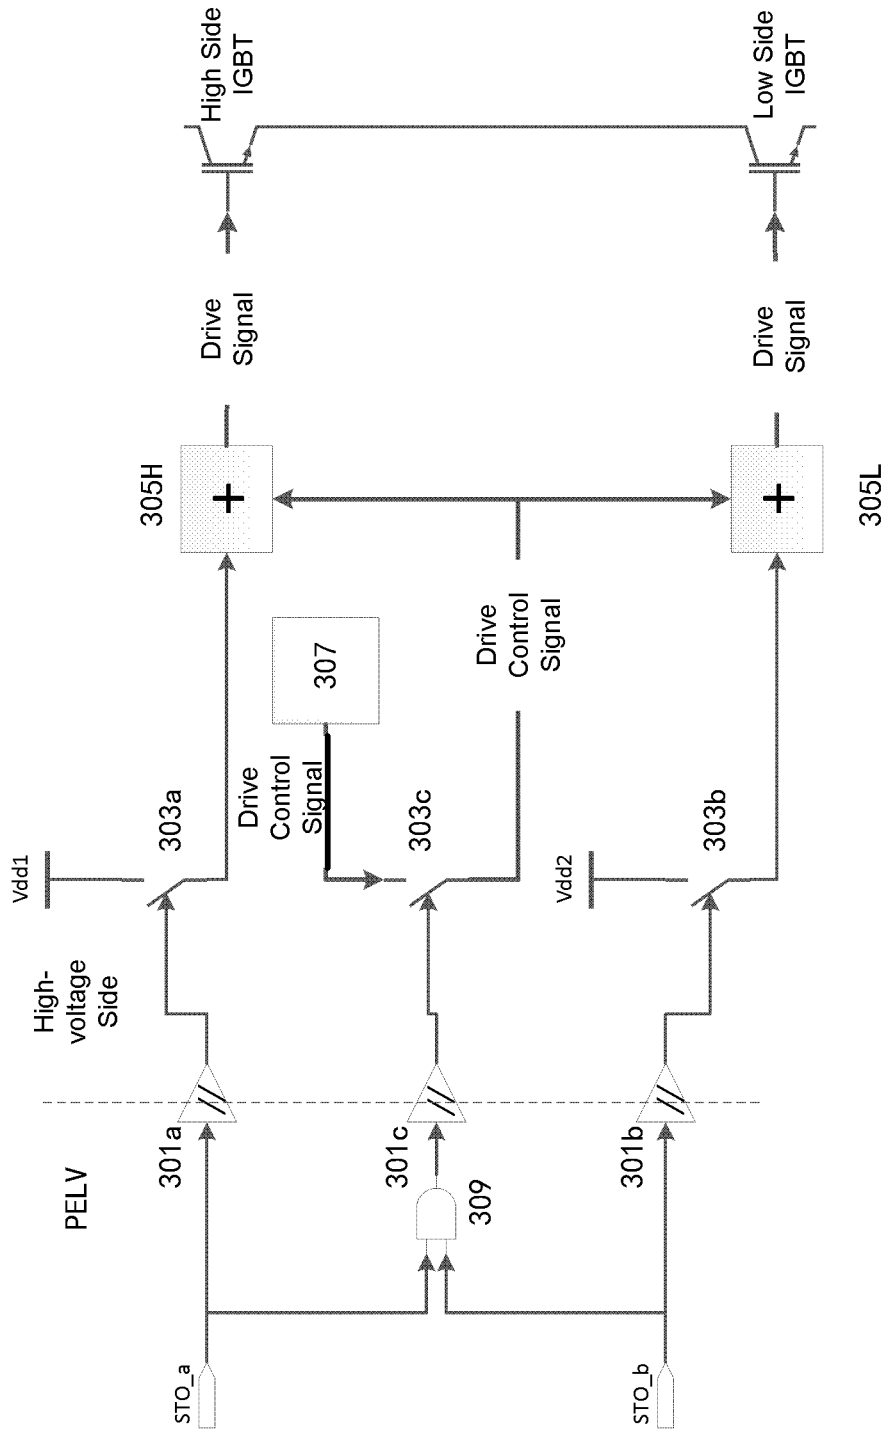 STO_a
STO_b
PELV
301a
309
301c
301b
High-
voltage
Side
Vdd1
303a
Drive
Control
Signal
303c
Vdd2
303b
307
Drive
Control
Signal
305H
305L
Drive
Signal
Drive
Signal
High Side
IGBT
Low Side
IGBT